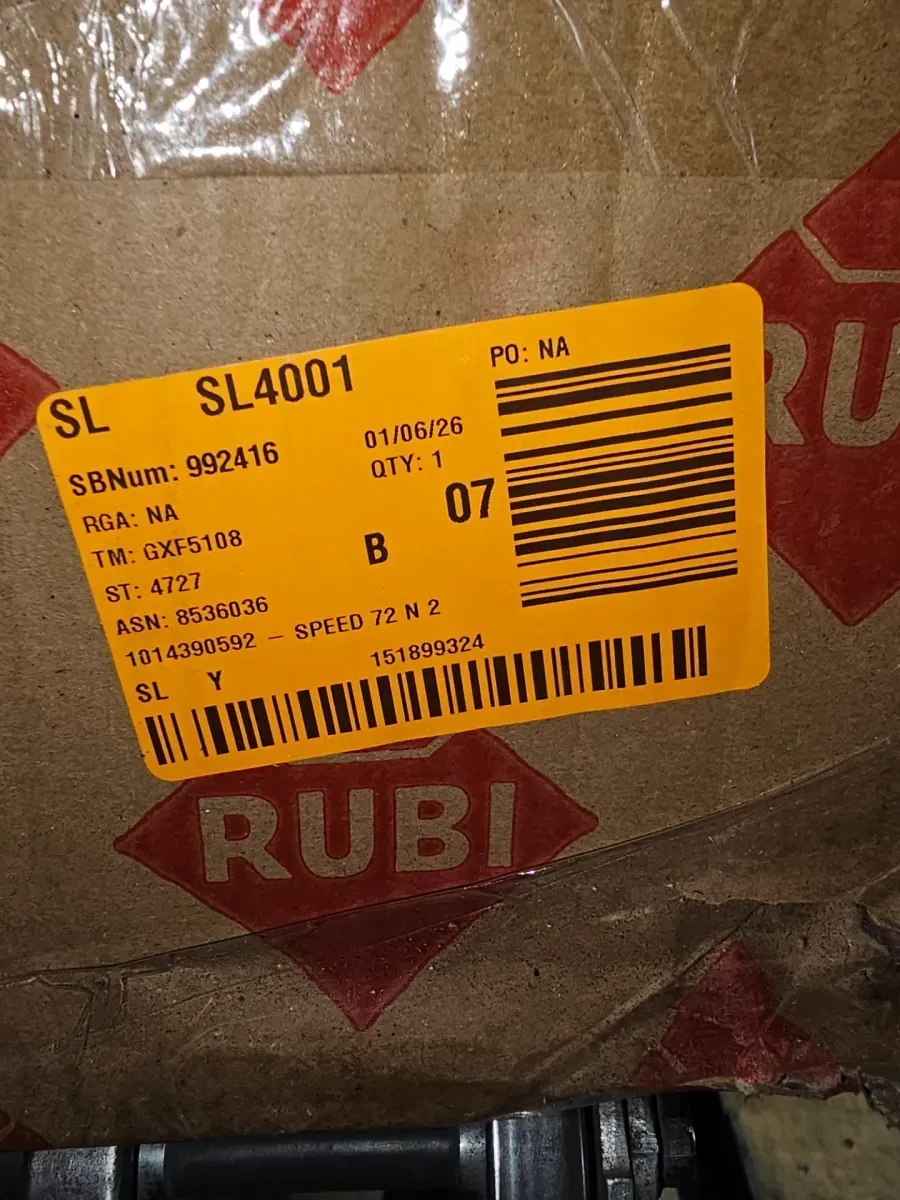 SL SL4001
PO: NA
SBNum: 992416 01/06/26
QTY: 1
RGA: NA 07
TM: GXF5108 B
ST: 4727
ASN: 8536036
1014390592 – SPEED 72 N 2
SL Y 151899324
RUBI
RU